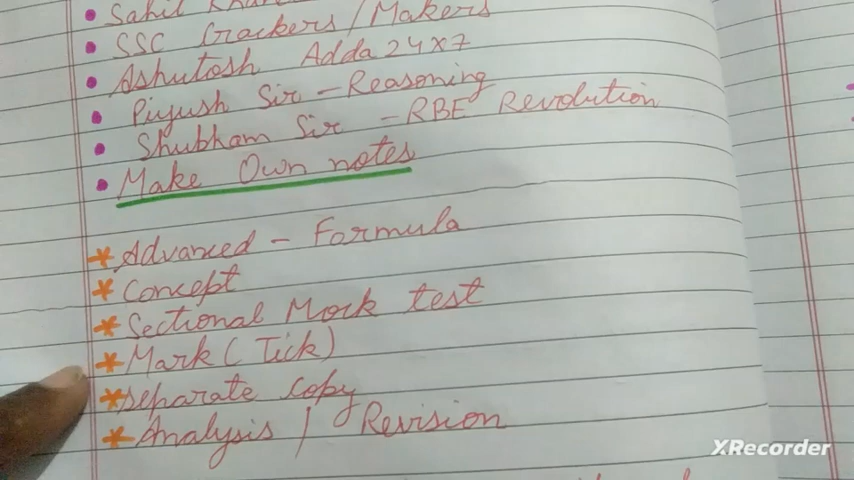 Sahil
SSC Crackers/Makers
Ashutosh Adda 24x7
Piyush Sir - Reasoning
Shubham Sir - RBE Revolution
Make Own notes
Advanced - Formula
Concept
Sectional Mock test
Mark (Tick)
Separate Copy
Analysis / Revision
XRecorder